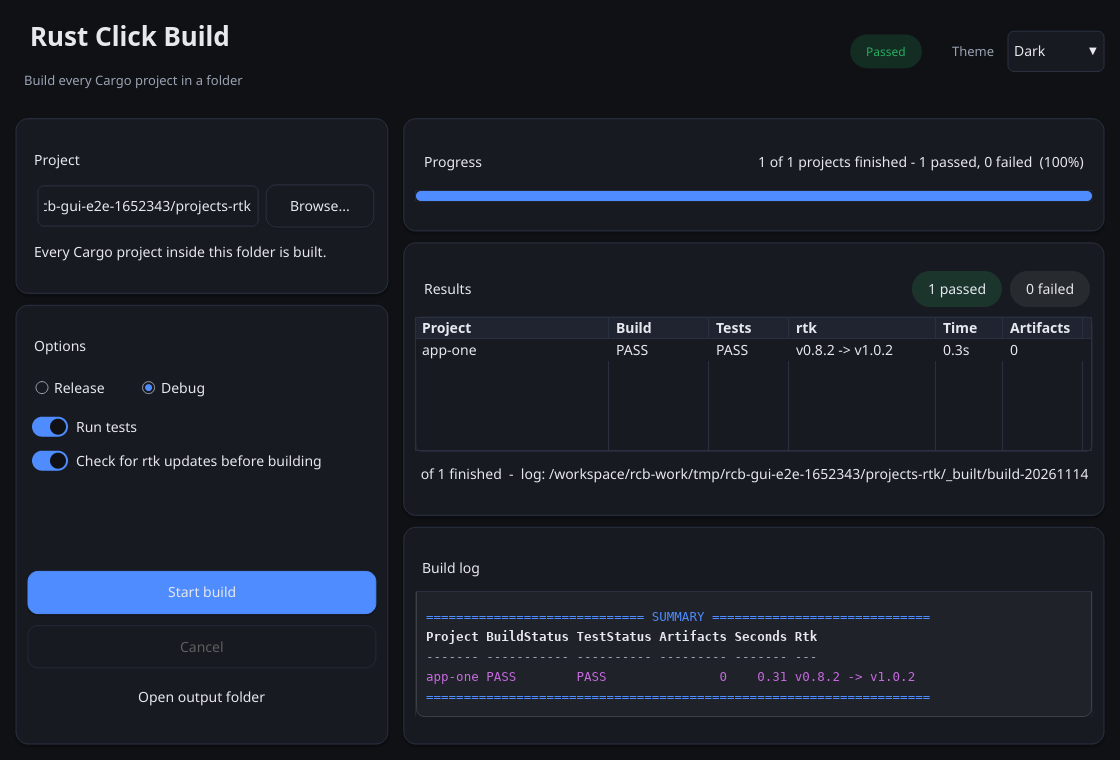 Rust Click Build
Build every Cargo project in a folder
Passed
Theme
Dark
Project
:b-gui-e2e-1652343/projects-rtk
Browse...
Every Cargo project inside this folder is built.
Options
Release
Debug
Run tests
Check for rtk updates before building
Start build
Cancel
Open output folder
Progress
1 of 1 projects finished - 1 passed, 0 failed (100%)
Results
1 passed
0 failed
Project Build Tests rtk Time Artifacts
app-one PASS PASS v0.8.2 -> v1.0.2 0.3s 0
of 1 finished - log: /workspace/rcb-work/tmp/rcb-gui-e2e-1652343/projects-rtk/_built/build-20261114
Build log
============================= SUMMARY =============================
Project BuildStatus TestStatus Artifacts Seconds Rtk
------- ----------- ---------- --------- ------- ---
app-one PASS        PASS               0    0.31 v0.8.2 -> v1.0.2
===================================================================